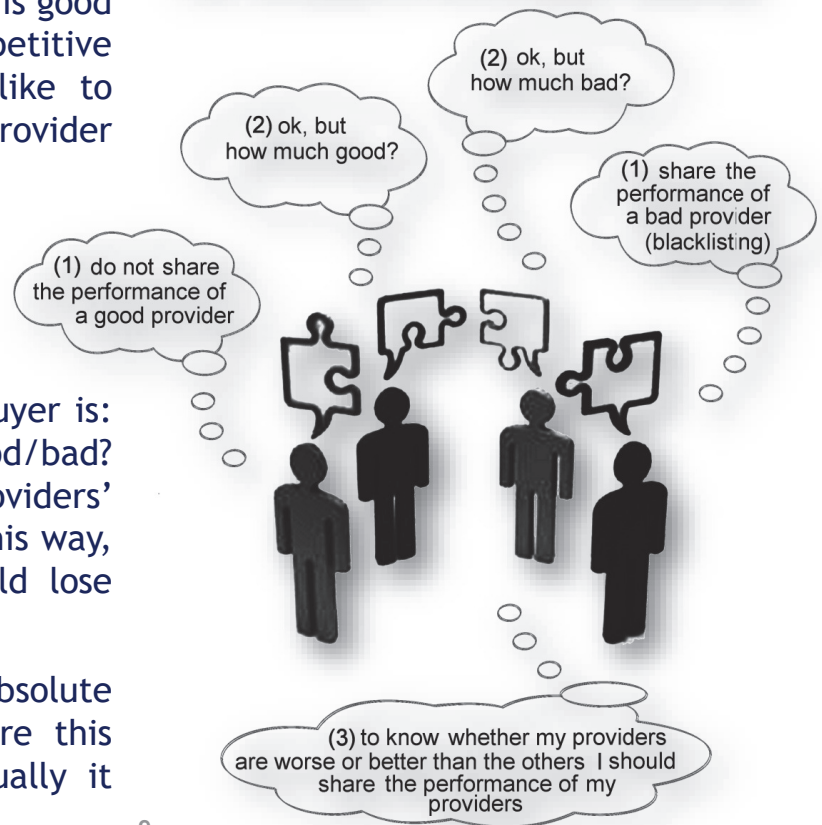 is good
petitive
like to
rovider
(2) ok, but
how much bad?
(2) ok, but
how much good?
(1) share the
performance of
a bad provider
(blacklisting)
(1) do not share
the performance of
a good provider
uyer is:
od/bad?
oviders’
his way,
ld lose
bsolute
re this
ually it
(3) to know whether my providers
are worse or better than the others I should
share the performance of my
providers